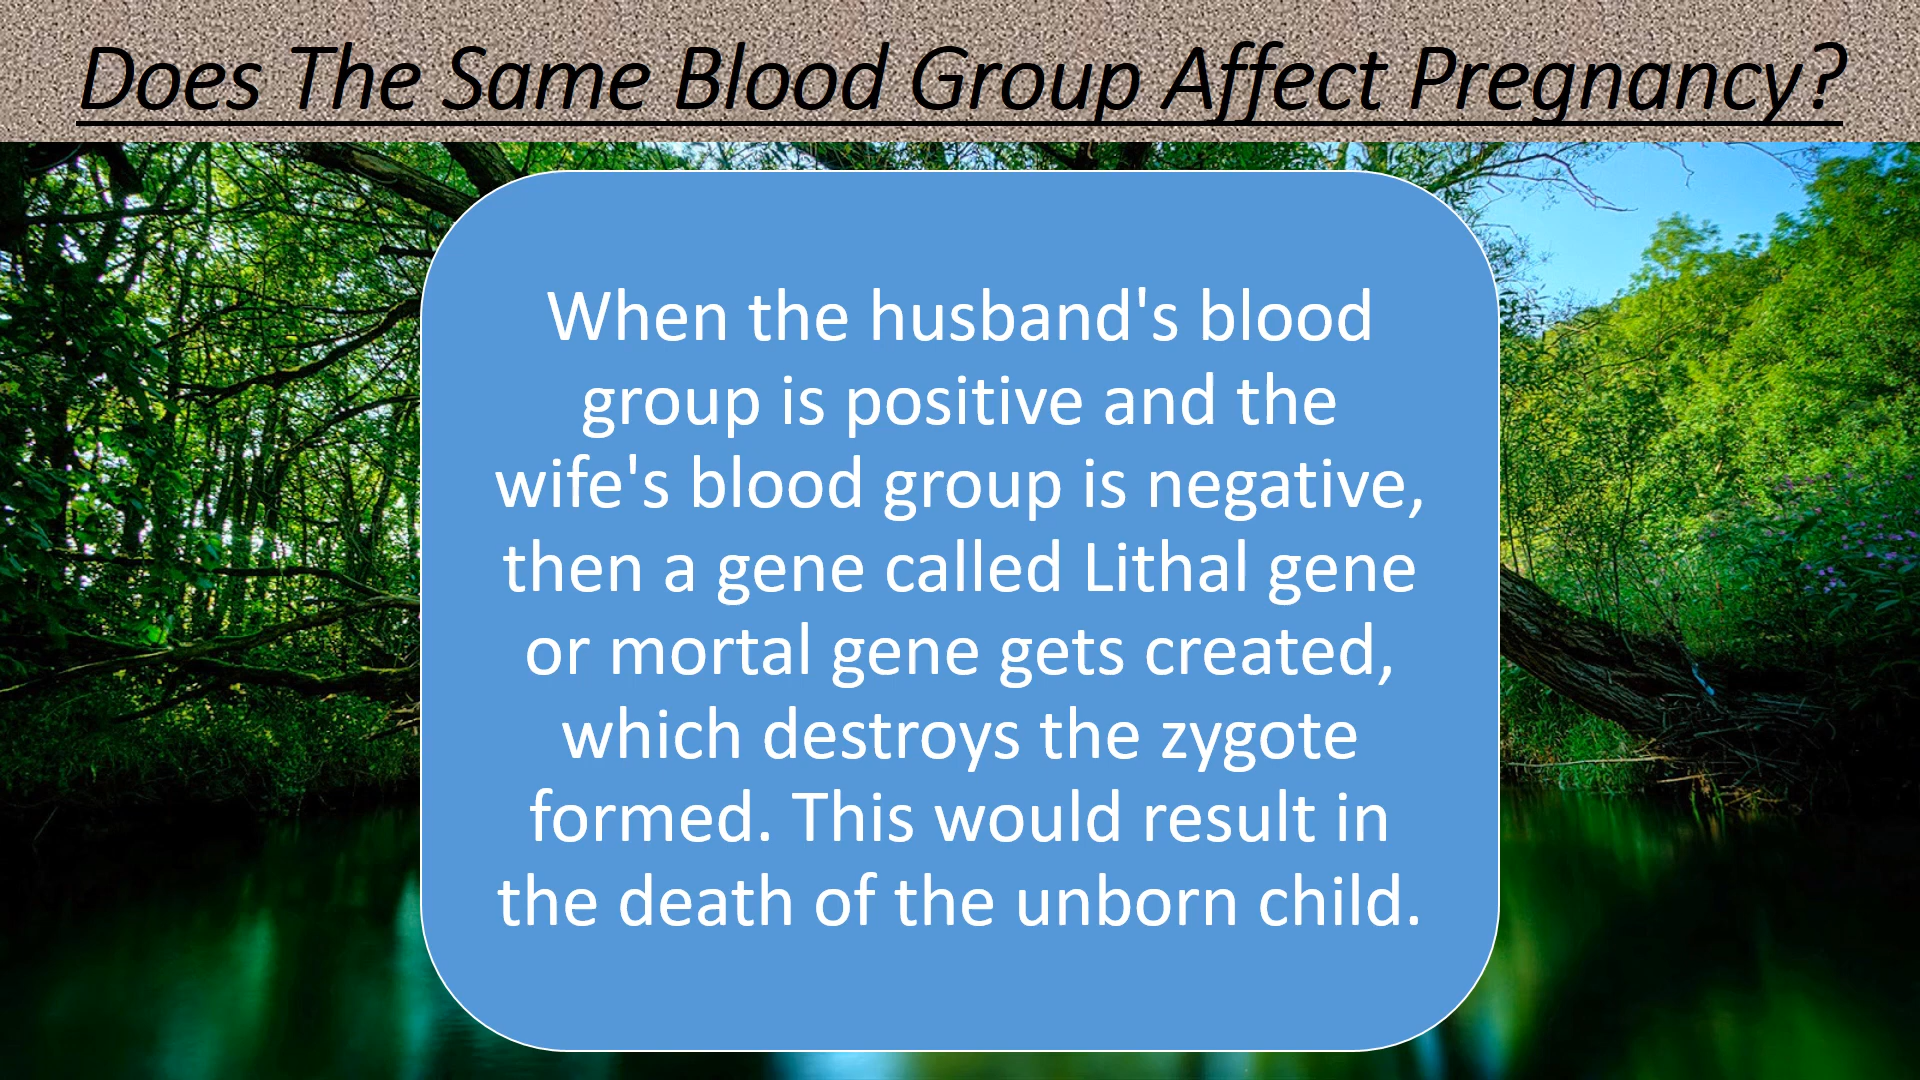 Does The Same Blood Group Affect Pregnancy?
When the husband's blood
group is positive and the
wife's blood group is negative,
then a gene called Lithal gene
or mortal gene gets created,
which destroys the zygote
formed. This would result in
the death of the unborn child.